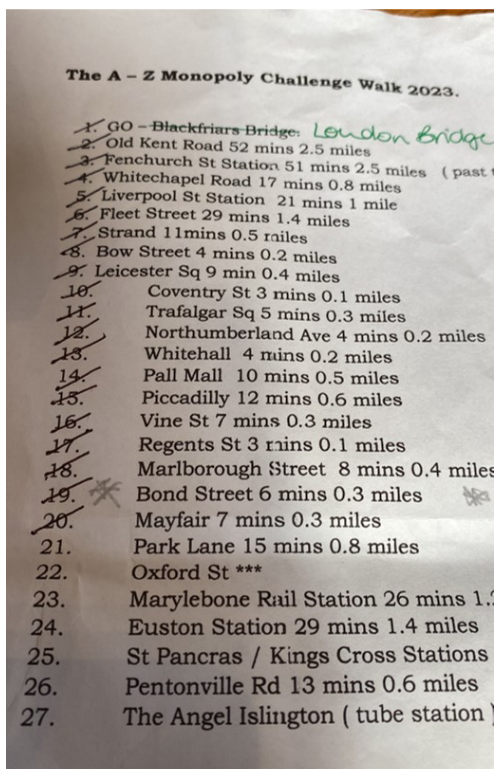 The A – Z Monopoly Challenge Walk 2023.
1. GO – Blackfriars Bridge. London Bridge
2. Old Kent Road 52 mins 2.5 miles
3. Fenchurch St Station 51 mins 2.5 miles ( past
4. Whitechapel Road 17 mins 0.8 miles
5. Liverpool St Station 21 mins 1 mile
6. Fleet Street 29 mins 1.4 miles
7. Strand 11mins 0.5 miles
8. Bow Street 4 mins 0.2 miles
9. Leicester Sq 9 min 0.4 miles
10. Coventry St 3 mins 0.1 miles
11. Trafalgar Sq 5 mins 0.3 miles
12. Northumberland Ave 4 mins 0.2 miles
13. Whitehall 4 mins 0.2 miles
14. Pall Mall 10 mins 0.5 miles
15. Piccadilly 12 mins 0.6 miles
16. Vine St 7 mins 0.3 miles
17. Regents St 3 mins 0.1 miles
18. Marlborough Street 8 mins 0.4 miles
19. Bond Street 6 mins 0.3 miles
20. Mayfair 7 mins 0.3 miles
21. Park Lane 15 mins 0.8 miles
22. Oxford St ***
23. Marylebone Rail Station 26 mins 1.
24. Euston Station 29 mins 1.4 miles
25. St Pancras / Kings Cross Stations
26. Pentonville Rd 13 mins 0.6 miles
27. The Angel Islington ( tube station )